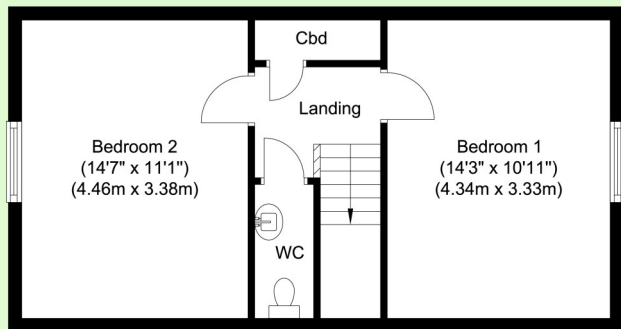 Cbd
Landing
Bedroom 2
(14'7" x 11'1")
(4.46m x 3.38m)
Bedroom 1
(14'3" x 10'11")
(4.34m x 3.33m)
WC